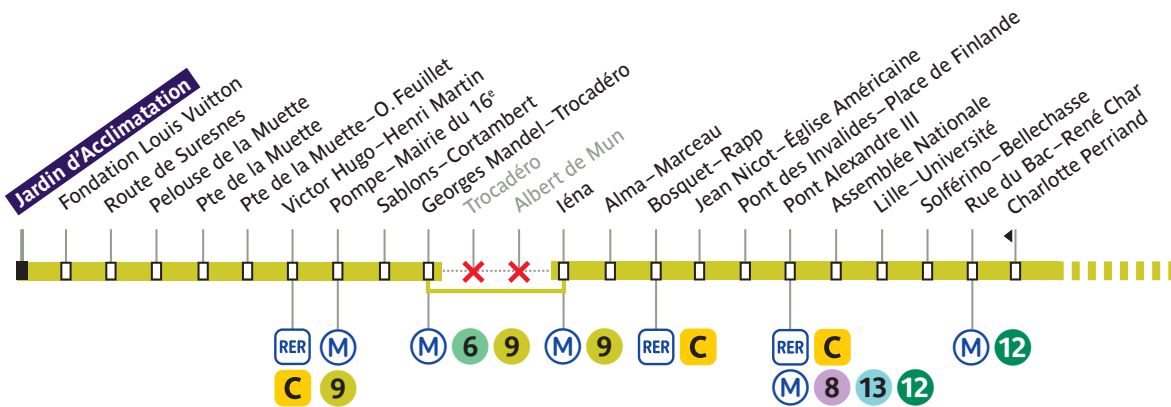 Jardin d'Acclimatation
Fondation Louis Vuitton
Route de Suresnes
Pelouse de la Muette
Pte de la Muette
Pte de la Muette–O. Feuillet
Victor Hugo–Henri Martin
Pompe–Mairie du 16e
Sablons–Cortambert
Georges Mandel–Trocadéro
Trocadéro
Albert de Mun
Iéna
Alma–Marceau
Bosquet–Rapp
Jean Nicot–Église Américaine
Pont des Invalides–Place de Finlande
Pont Alexandre III
Assemblée Nationale
Lille–Université
Solférino–Bellechasse
Rue du Bac–René Char
Charlotte Perriand
RER M M 6 9 M 9 RER C RER C M 12
C 9 M 8 13 12